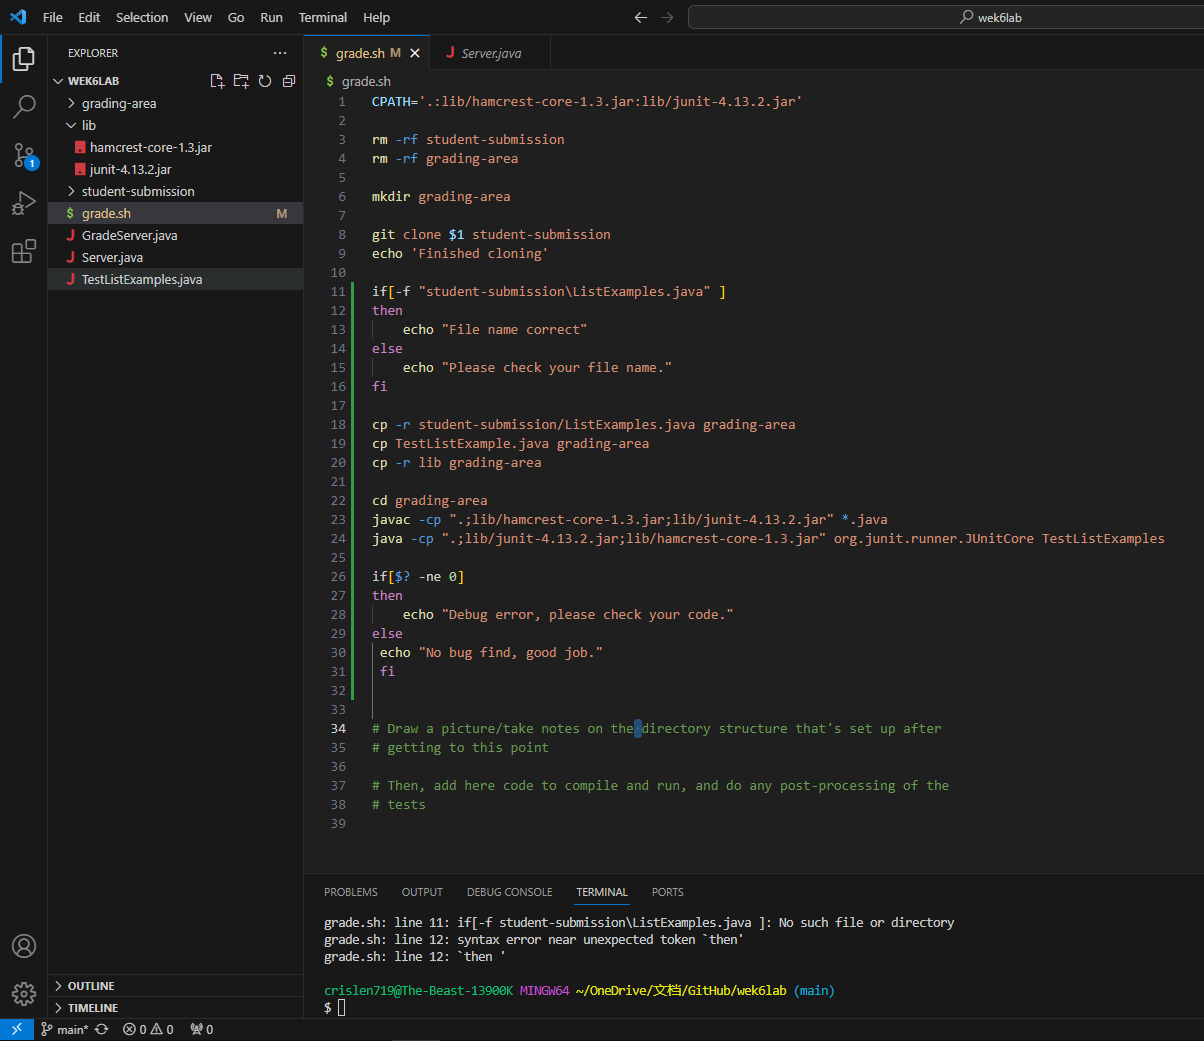 File Edit Selection View Go Run Terminal Help
wek6lab
EXPLORER
WEK6LAB
grading-area
lib
hamcrest-core-1.3.jar
junit-4.13.2.jar
student-submission
$ grade.sh M
J GradeServer.java
J Server.java
J TestListExamples.java
OUTLINE
TIMELINE
$ grade.sh M
J Server.java
$ grade.sh
1 CPATH='.:lib/hamcrest-core-1.3.jar:lib/junit-4.13.2.jar'
2
3 rm -rf student-submission
4 rm -rf grading-area
5
6 mkdir grading-area
7
8 git clone $1 student-submission
9 echo 'Finished cloning'
10
11 if[-f "student-submission\ListExamples.java" ]
12 then
13 echo "File name correct"
14 else
15 echo "Please check your file name."
16 fi
17
18 cp -r student-submission/ListExamples.java grading-area
19 cp TestListExample.java grading-area
20 cp -r lib grading-area
21
22 cd grading-area
23 javac -cp ".;lib/hamcrest-core-1.3.jar;lib/junit-4.13.2.jar" *.java
24 java -cp ".;lib/junit-4.13.2.jar;lib/hamcrest-core-1.3.jar" org.junit.runner.JUnitCore TestListExamples
25
26 if[$? -ne 0]
27 then
28 echo "Debug error, please check your code."
29 else
30 echo "No bug find, good job."
31 fi
32
33
34 # Draw a picture/take notes on the directory structure that's set up after
35 # getting to this point
36
37 # Then, add here code to compile and run, and do any post-processing of the
38 # tests
39
PROBLEMS OUTPUT DEBUG CONSOLE TERMINAL PORTS
grade.sh: line 11: if[-f student-submission\ListExamples.java ]: No such file or directory
grade.sh: line 12: syntax error near unexpected token `then'
grade.sh: line 12: `then '
crislen719@The-Beast-13900K MINGW64 ~/OneDrive/文档/GitHub/wek6lab (main)
$
1
main* 0 0 0